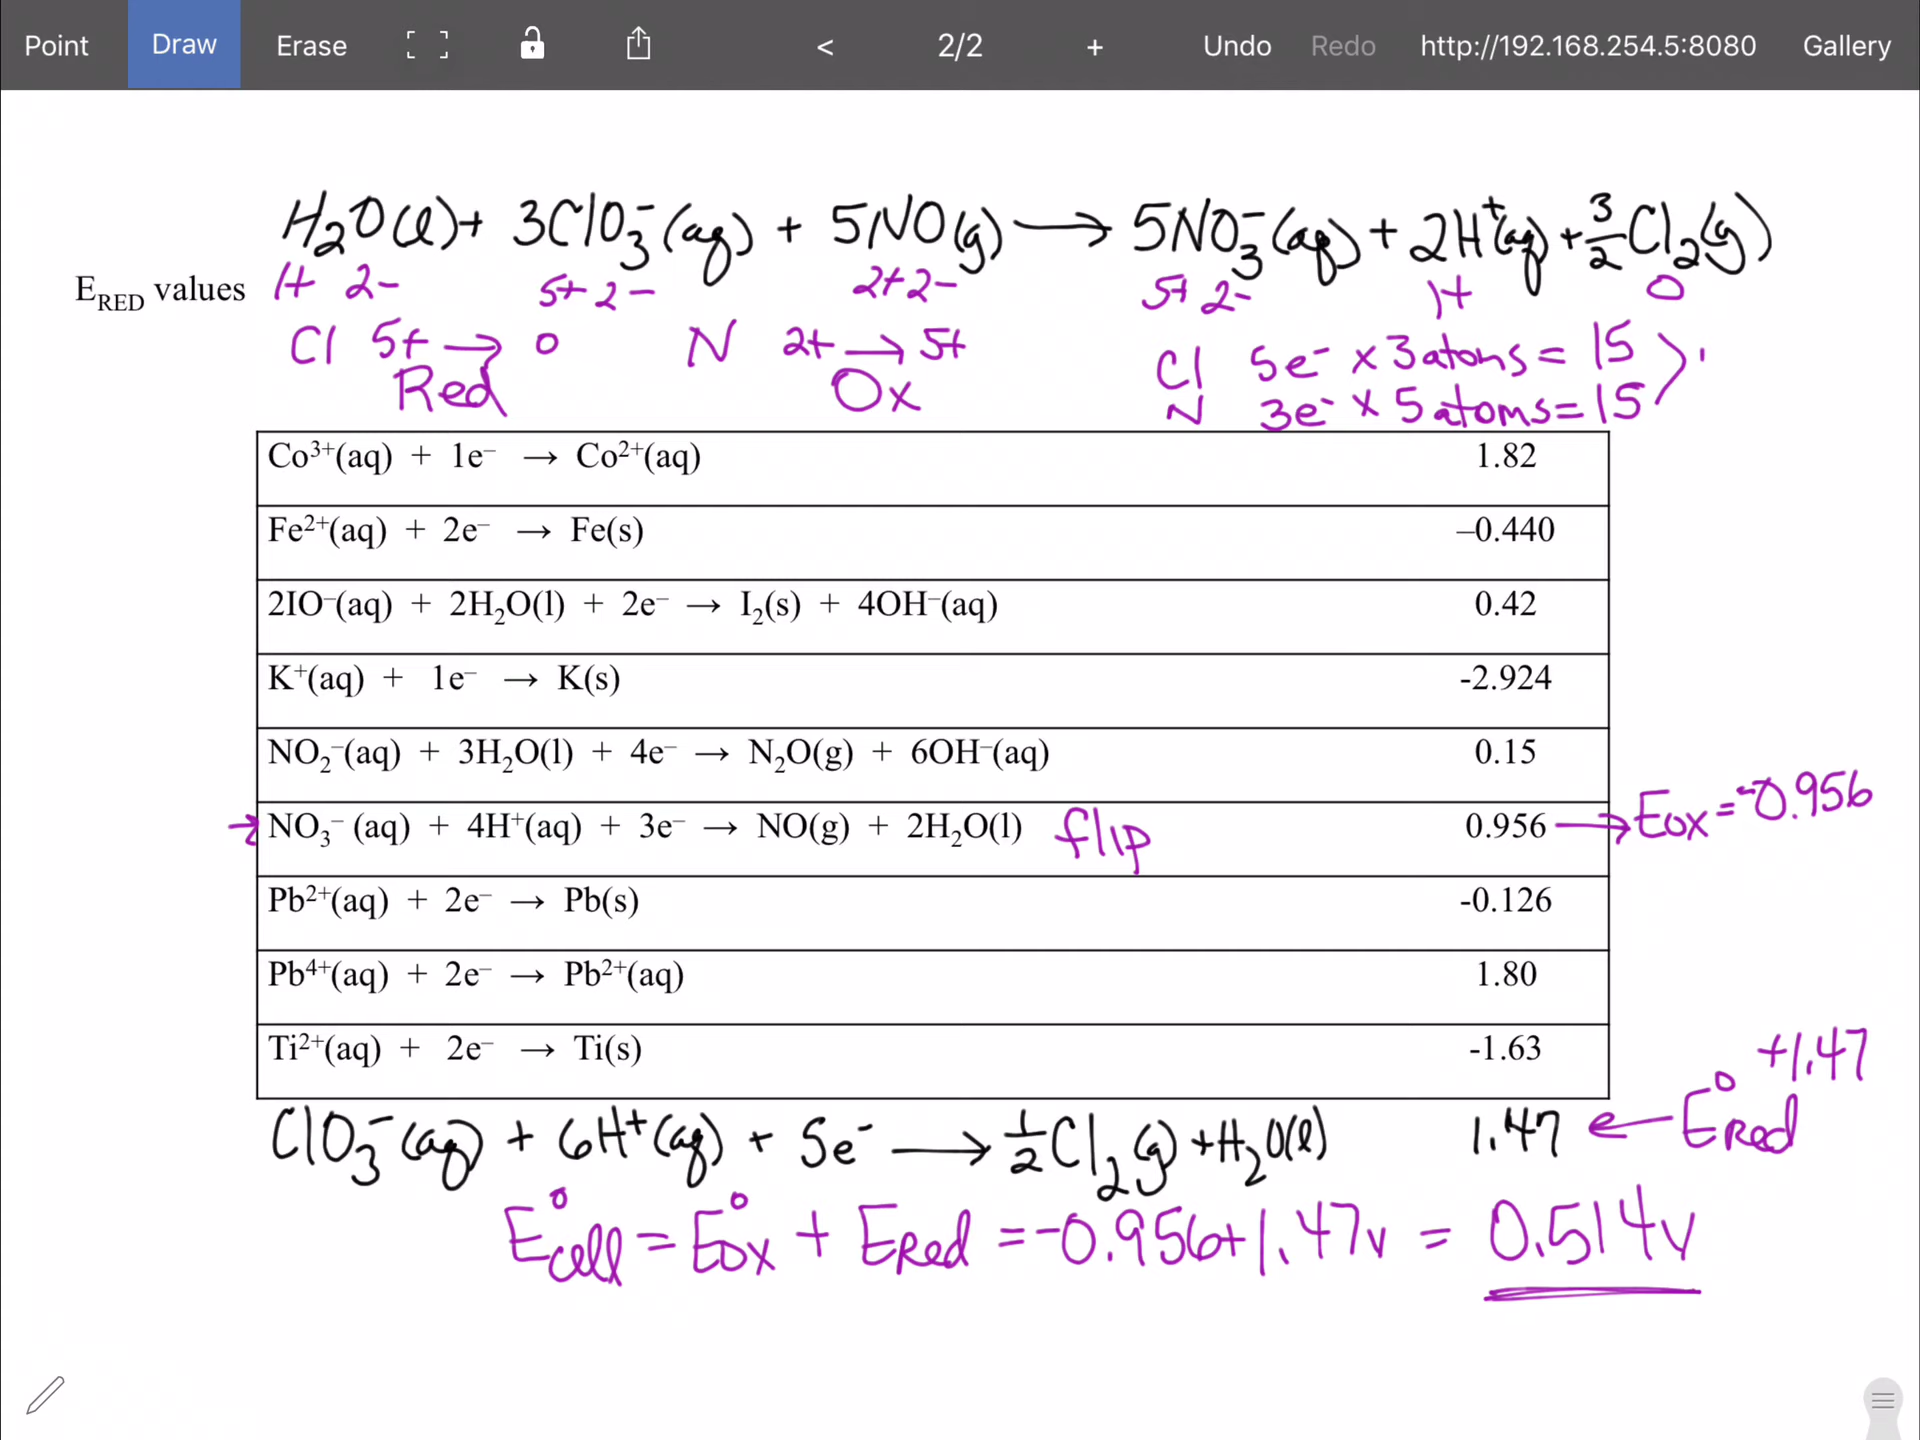 Point Draw Erase < 2/2 + Undo Redo http://192.168.254.5:8080 Gallery
H₂O(l) + 3ClO₃⁻(aq) + 5NO(g) → 5NO₃⁻(aq) + 2H⁺(aq) + 3/2 Cl₂(g)
E_RED values 1+ 2- 5+ 2- 2+ 2- 5+ 2- 1+ 0
Cl 5+ → 0 N 2+ → 5+ Cl 5e⁻ x 3 atoms = 15
Red Ox N 3e⁻ x 5 atoms = 15
Co³⁺(aq) + 1e⁻ → Co²⁺(aq) 1.82
Fe²⁺(aq) + 2e⁻ → Fe(s) –0.440
2IO⁻(aq) + 2H₂O(l) + 2e⁻ → I₂(s) + 4OH⁻(aq) 0.42
K⁺(aq) + 1e⁻ → K(s) -2.924
NO₂⁻(aq) + 3H₂O(l) + 4e⁻ → N₂O(g) + 6OH⁻(aq) 0.15
→ NO₃⁻ (aq) + 4H⁺(aq) + 3e⁻ → NO(g) + 2H₂O(l) flip 0.956 → Eox = -0.956
Pb²⁺(aq) + 2e⁻ → Pb(s) -0.126
Pb⁴⁺(aq) + 2e⁻ → Pb²⁺(aq) 1.80
Ti²⁺(aq) + 2e⁻ → Ti(s) -1.63
+1.47
ClO₃⁻(aq) + 6H⁺(aq) + 5e⁻ → 1/2 Cl₂(g) + H₂O(l) 1.47 ← E°Red
E°cell = E°ox + ERed = -0.956 + 1.47v = 0.514v